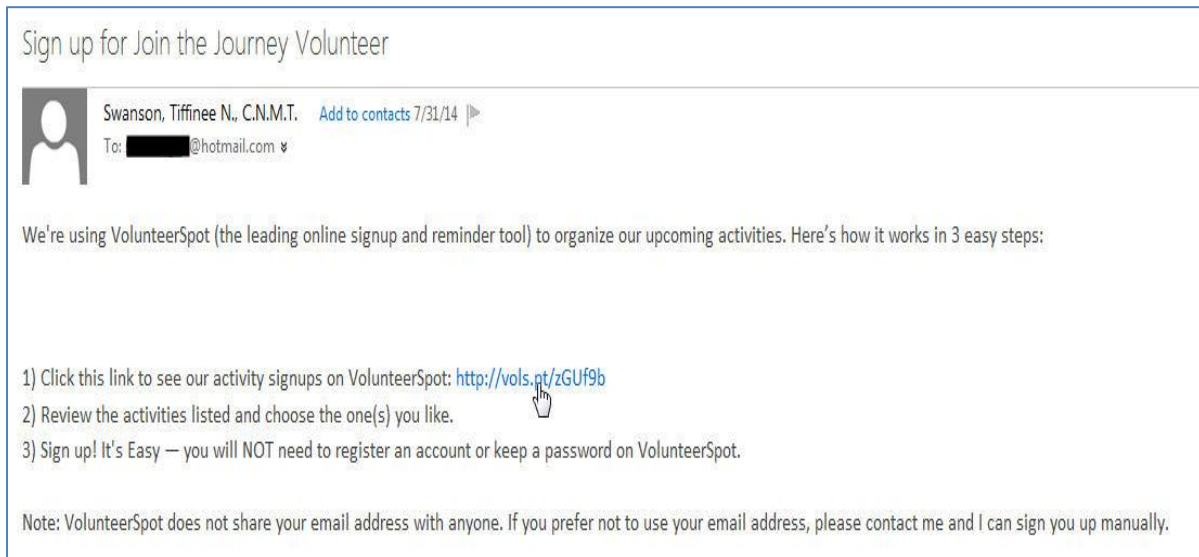 Sign up for Join the Journey Volunteer
Swanson, Tiffinee N., C.N.M.T. Add to contacts 7/31/14
To: @hotmail.com
We're using VolunteerSpot (the leading online signup and reminder tool) to organize our upcoming activities. Here's how it works in 3 easy steps:
1) Click this link to see our activity signups on VolunteerSpot: http://vols.pt/zGUf9b
2) Review the activities listed and choose the one(s) you like.
3) Sign up! It's Easy — you will NOT need to register an account or keep a password on VolunteerSpot.
Note: VolunteerSpot does not share your email address with anyone. If you prefer not to use your email address, please contact me and I can sign you up manually.